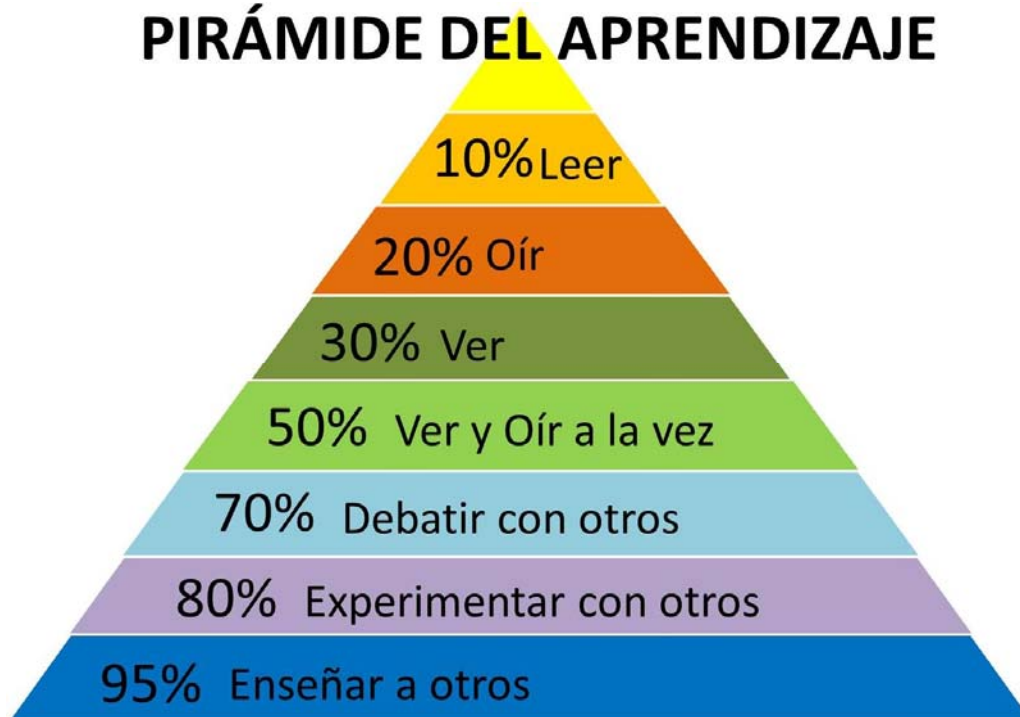 PIRÁMIDE DEL APRENDIZAJE
10% Leer
20% Oír
30% Ver
50% Ver y Oír a la vez
70% Debatir con otros
80% Experimentar con otros
95% Enseñar a otros